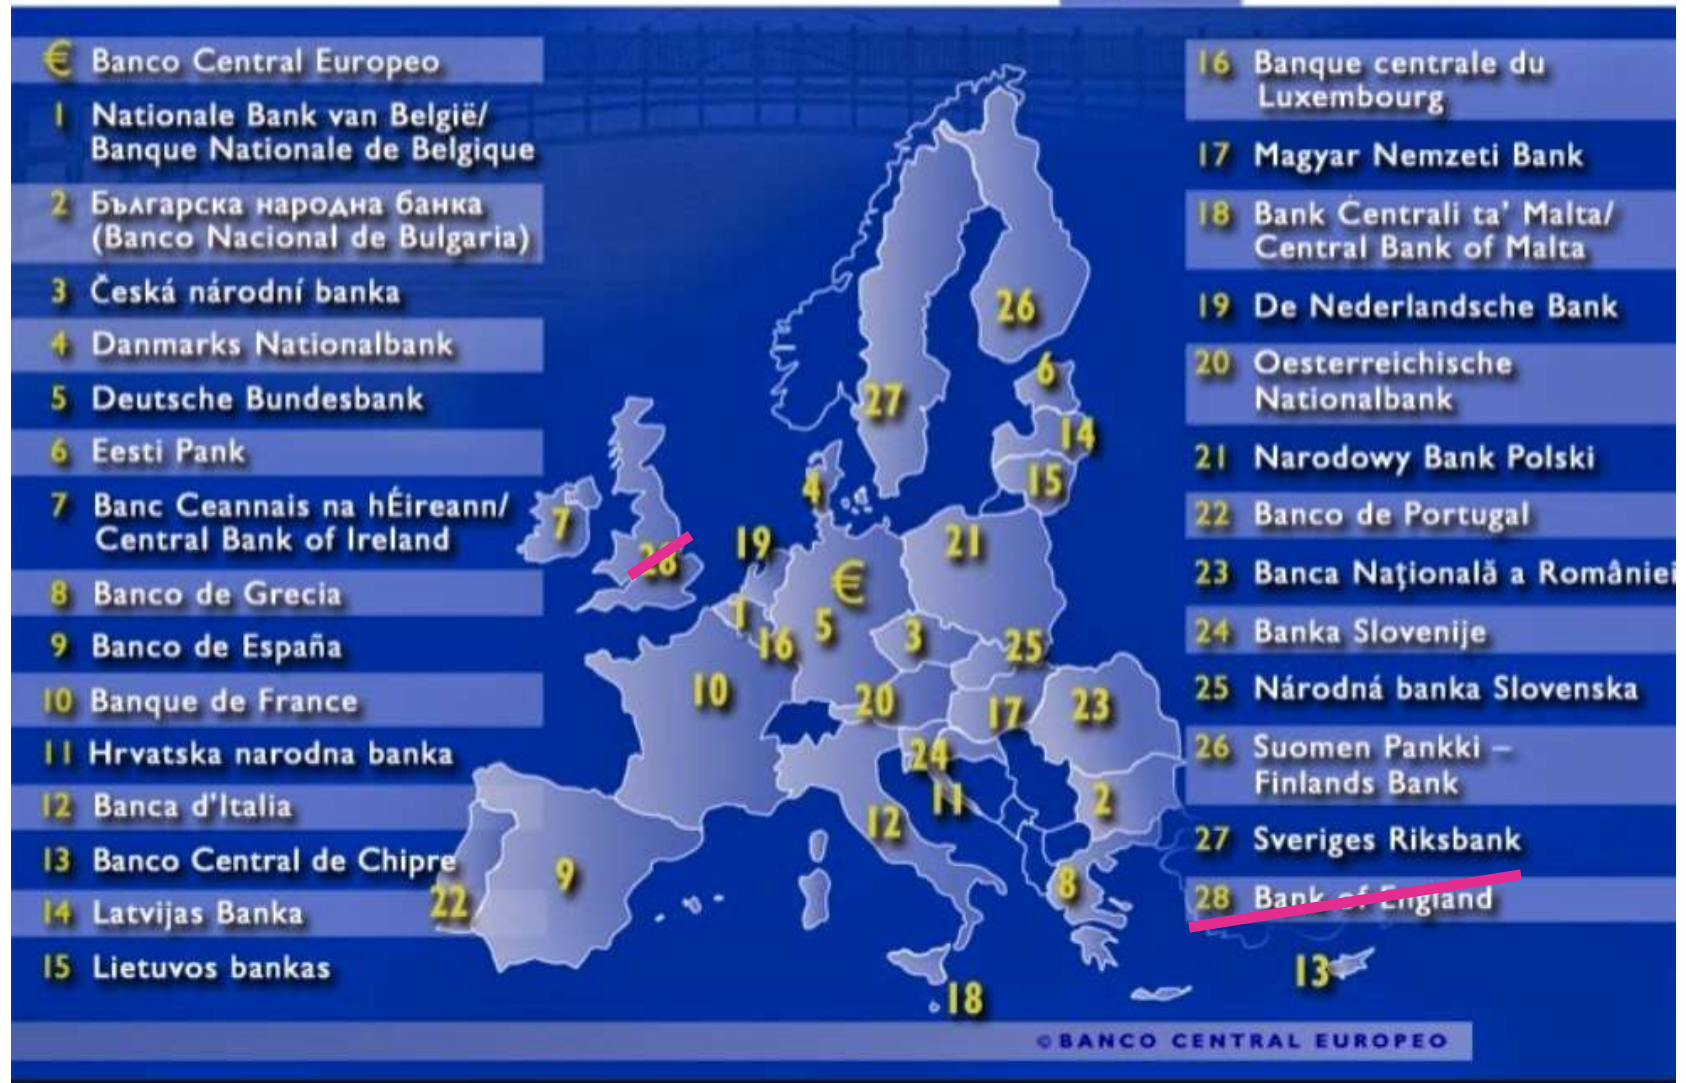 € Banco Central Europeo
1 Nationale Bank van België/
Banque Nationale de Belgique
2 Българска народна банка
(Banco Nacional de Bulgaria)
3 Česká národní banka
4 Danmarks Nationalbank
5 Deutsche Bundesbank
6 Eesti Pank
7 Banc Ceannais na hÉireann/
Central Bank of Ireland
8 Banco de Grecia
9 Banco de España
10 Banque de France
11 Hrvatska narodna banka
12 Banca d'Italia
13 Banco Central de Chipre
14 Latvijas Banka
15 Lietuvos bankas
26
6
27
14
15
4
7
28
19
21
€
1
5
16
3
25
10
20
17
23
24
11
2
12
9
8
22
18
13
16 Banque centrale du
Luxembourg
17 Magyar Nemzeti Bank
18 Bank Ċentrali ta' Malta/
Central Bank of Malta
19 De Nederlandsche Bank
20 Oesterreichische
Nationalbank
21 Narodowy Bank Polski
22 Banco de Portugal
23 Banca Naţională a României
24 Banka Slovenije
25 Národná banka Slovenska
26 Suomen Pankki –
Finlands Bank
27 Sveriges Riksbank
28 Bank of England
© BANCO CENTRAL EUROPEO